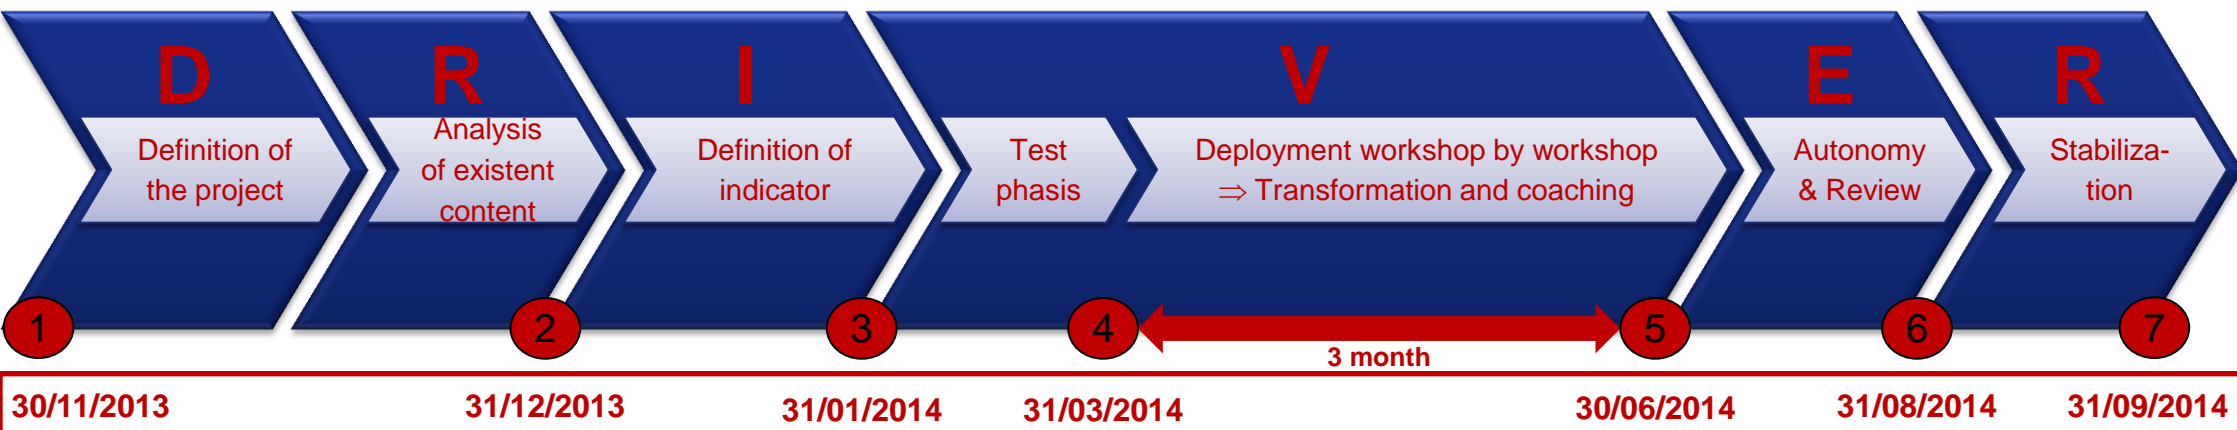 D
R
I
V
E
R
Definition of
the project
Analysis
of existent
content
Definition of
indicator
Test
phasis
Deployment workshop by workshop
⇒ Transformation and coaching
Autonomy
& Review
Stabiliza-
tion
1
2
3
4
5
6
7
3 month
30/11/2013
31/12/2013
31/01/2014
31/03/2014
30/06/2014
31/08/2014
31/09/2014